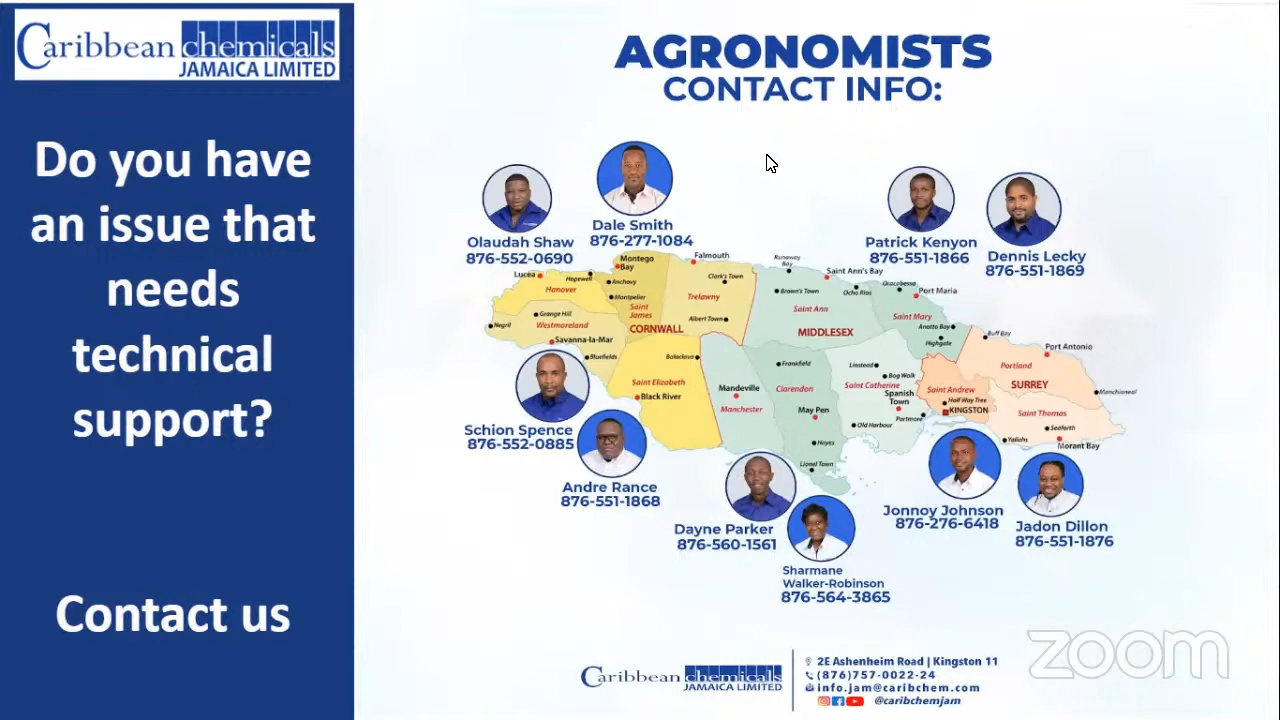 Caribbean chemicals
JAMAICA LIMITED
Do you have
an issue that
needs
technical
support?
Contact us
AGRONOMISTS
CONTACT INFO:
Olaudah Shaw
876-552-0690
Dale Smith
876-277-1084
Patrick Kenyon
876-551-1866
Dennis Lecky
876-551-1869
Montego
Bay
Falmouth
Runaway
Bay
Saint Ann's Bay
Lucea
Hopewell
Anchovy
Clark's Town
Hanover
Montpelier
Brown's Town
Ocho Rios
Oracabessa
Port Maria
Trelawny
Saint
James
Saint Ann
Saint Mary
Grange Hill
Negril
Westmoreland
CORNWALL
Albert Town
MIDDLESEX
Anatto Bay
Buff Bay
Savanna-la-Mar
Highgate
Port Antonio
Bluefields
Balaclava
Frankfield
Linstead
Bog Walk
Portland
Saint Elizabeth
Mandeville
Clarendon
Saint Catherine
Saint Andrew
SURREY
Manchioneal
Black River
Manchester
Spanish
Town
Half Way Tree
KINGSTON
May Pen
Portmore
Saint Thomas
Old Harbour
Seaforth
Hayes
Yallahs
Morant Bay
Lionel Town
Schion Spence
876-552-0885
Andre Rance
876-551-1868
Dayne Parker
876-560-1561
Sharmane
Walker-Robinson
876-564-3865
Jonnoy Johnson
876-276-6418
Jadon Dillon
876-551-1876
Caribbean chemicals
JAMAICA LIMITED
2E Ashenheim Road | Kingston 11
(876)757-0022-24
info.jam@caribchem.com
@caribchemjam
zoom